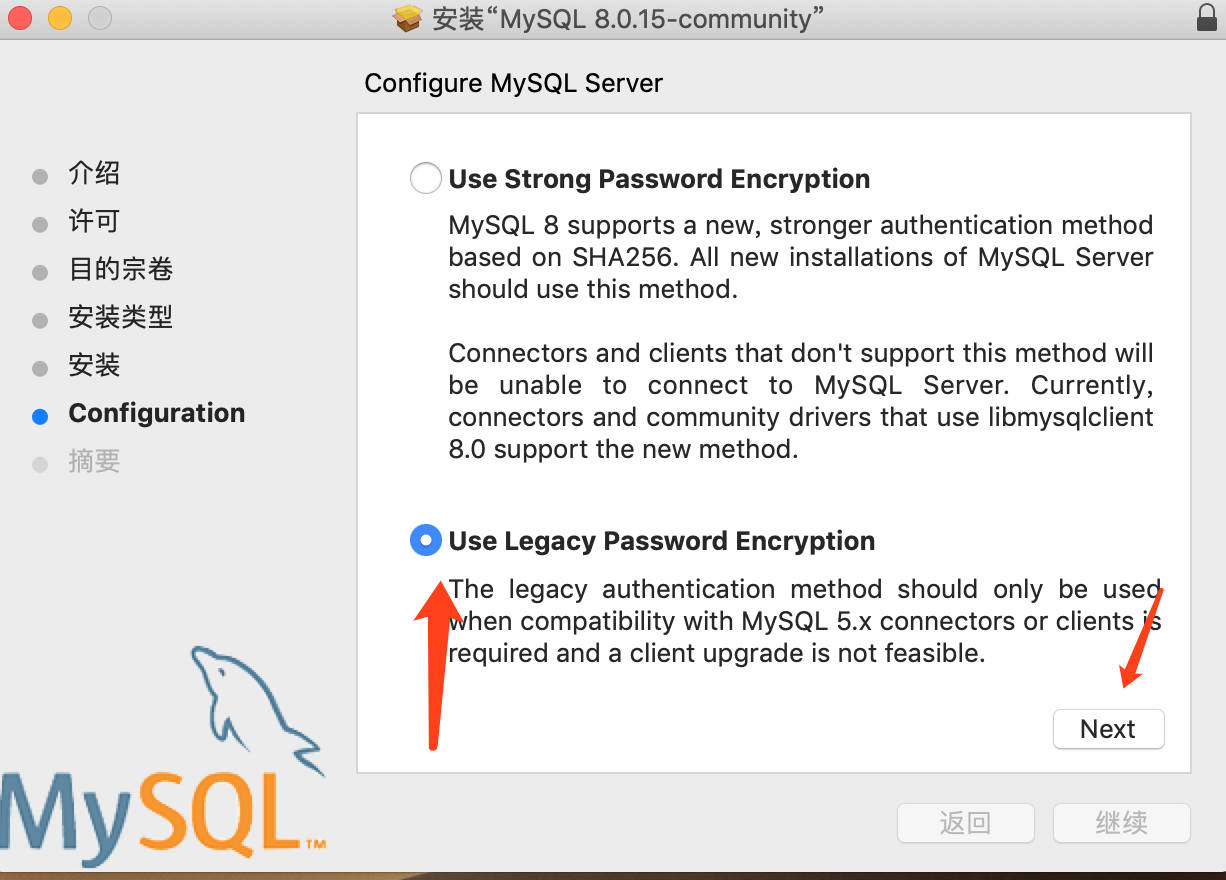 安装“MySQL 8.0.15-community”
Configure MySQL Server
介绍
许可
目的宗卷
安装类型
安装
Configuration
摘要
Use Strong Password Encryption
MySQL 8 supports a new, stronger authentication method
based on SHA256. All new installations of MySQL Server
should use this method.
Connectors and clients that don't support this method will
be unable to connect to MySQL Server. Currently,
connectors and community drivers that use libmysqlclient
8.0 support the new method.
Use Legacy Password Encryption
The legacy authentication method should only be used
when compatibility with MySQL 5.x connectors or clients is
required and a client upgrade is not feasible.
Next
MySQL™
返回
继续